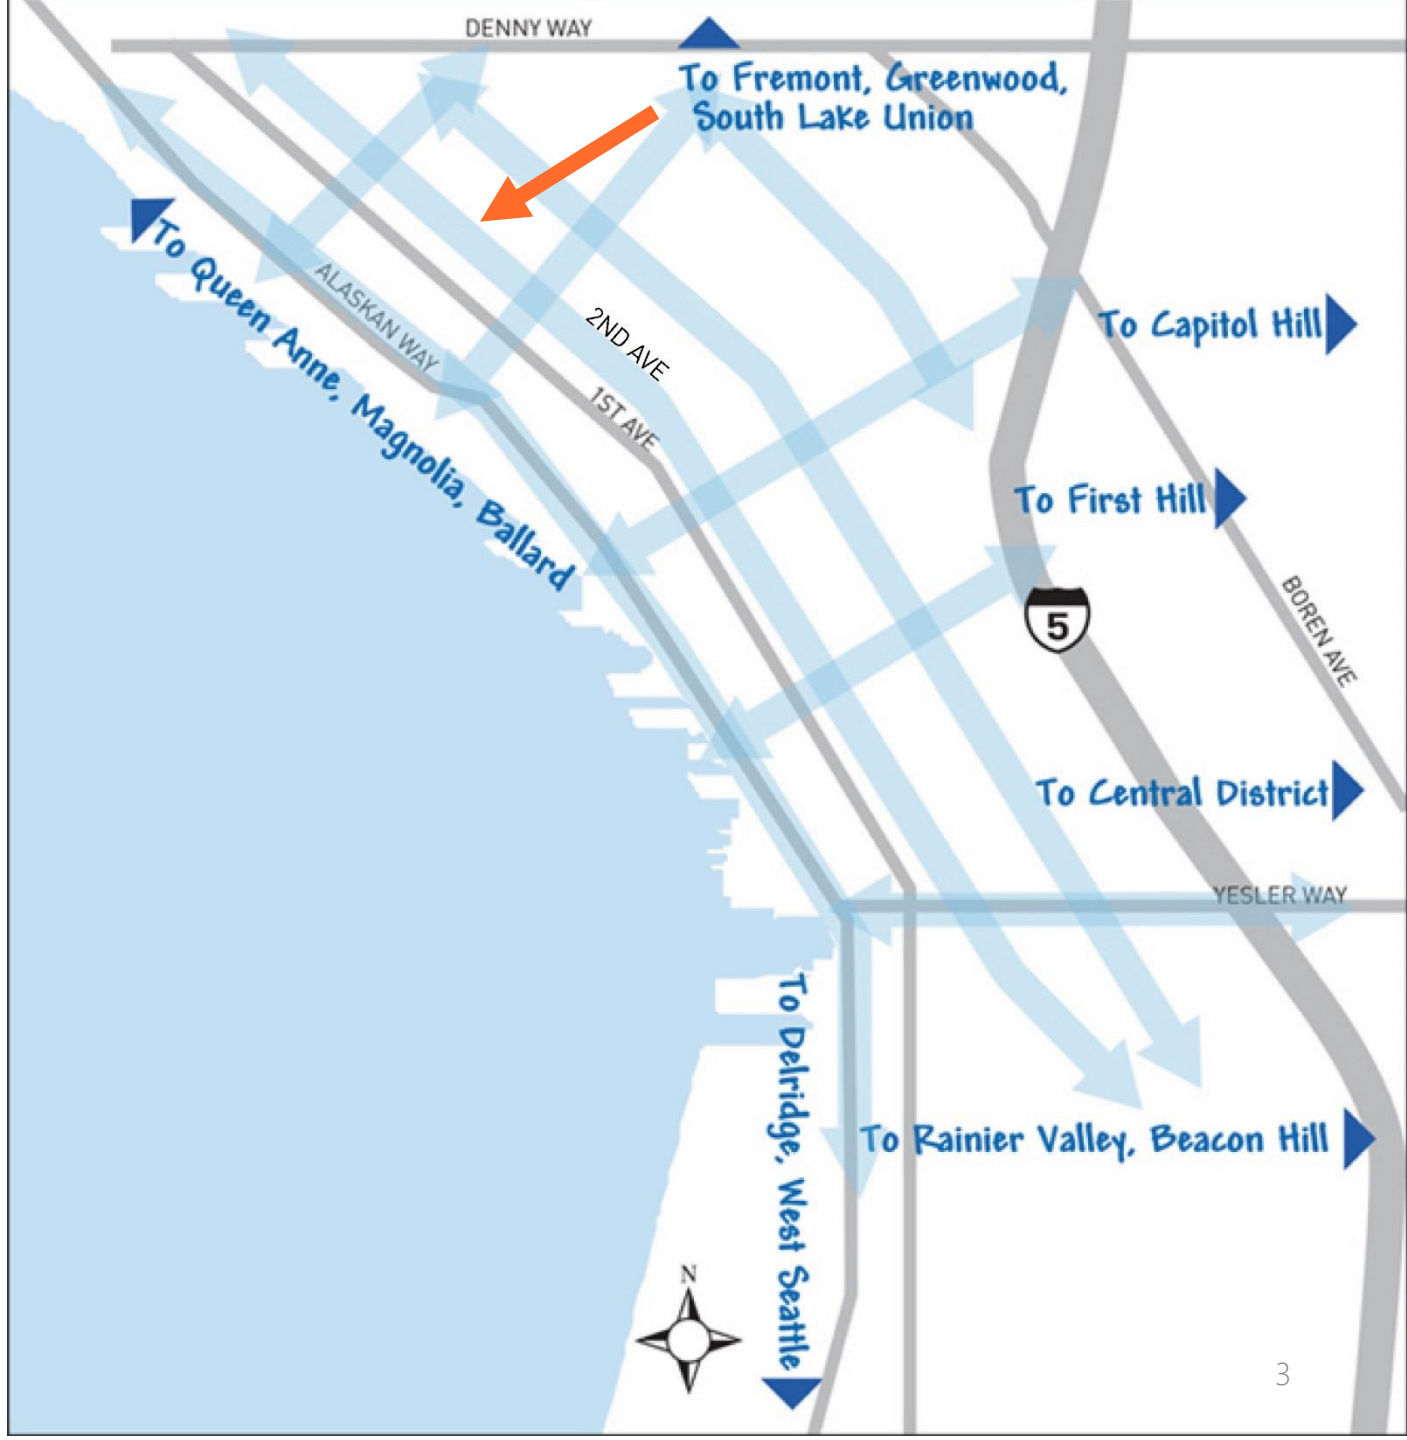 DENNY WAY
To Fremont, Greenwood,
South Lake Union
To Queen Anne, Magnolia, Ballard
ALASKAN WAY
2ND AVE
1ST AVE
To Capitol Hill
To First Hill
5
BOREN AVE
To Central District
YESLER WAY
To Delridge, West Seattle
To Rainier Valley, Beacon Hill
N
3